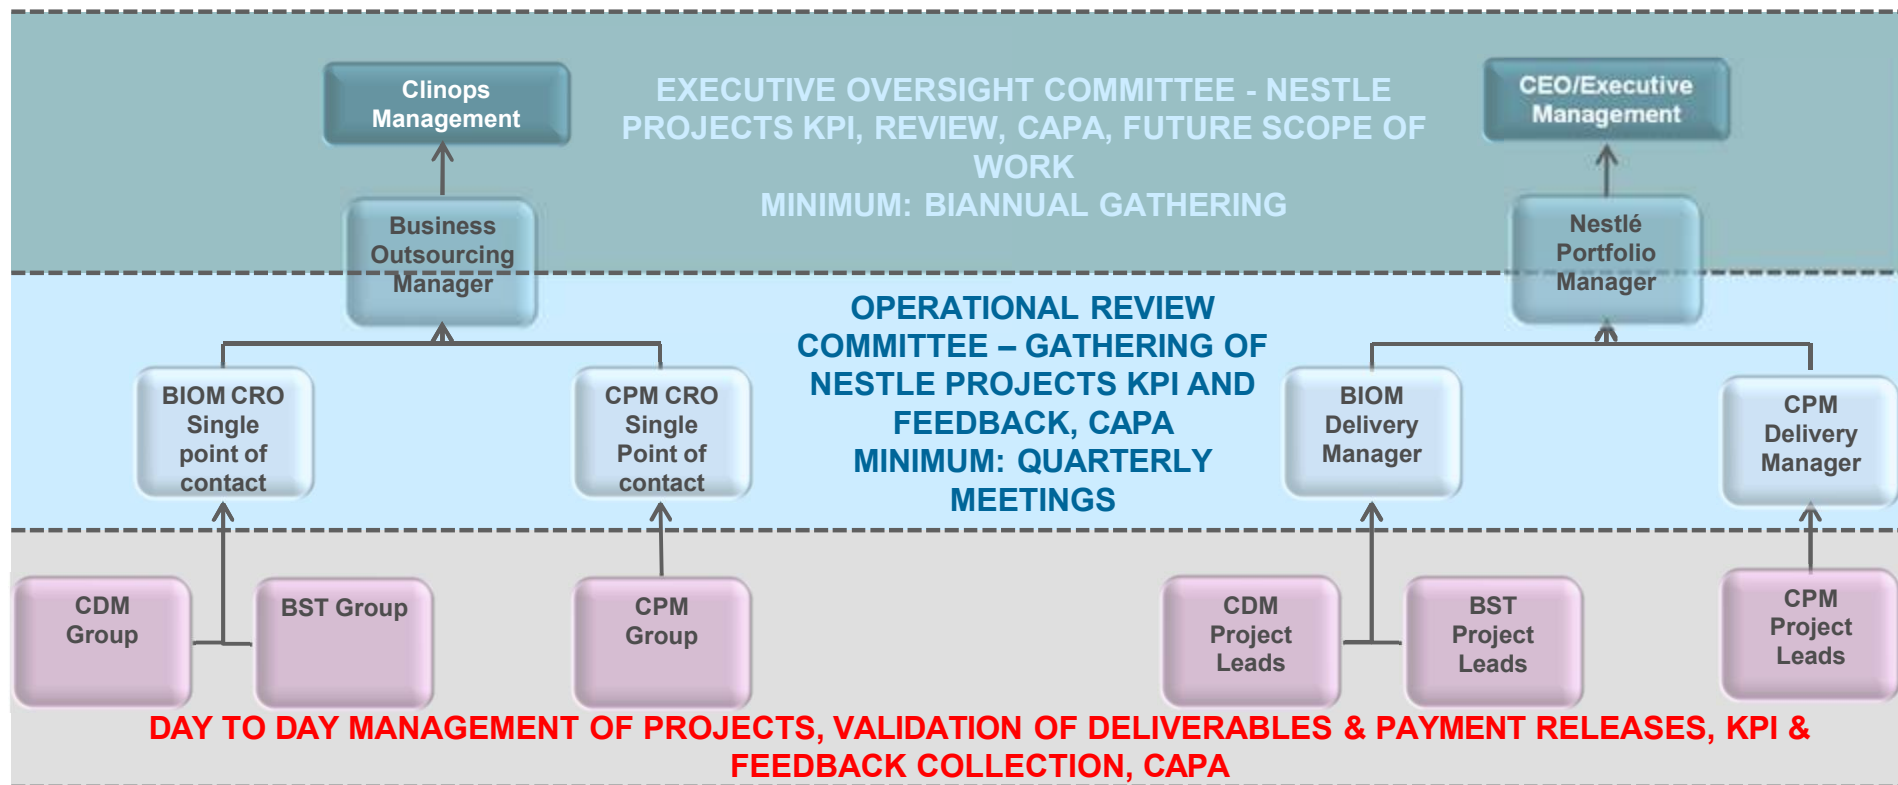 Clinops
Management
EXECUTIVE OVERSIGHT COMMITTEE - NESTLE
PROJECTS KPI, REVIEW, CAPA, FUTURE SCOPE OF
WORK
MINIMUM: BIANNUAL GATHERING
CEO/Executive
Management
Business
Outsourcing
Manager
Nestlé
Portfolio
Manager
OPERATIONAL REVIEW
COMMITTEE – GATHERING OF
NESTLE PROJECTS KPI AND
FEEDBACK, CAPA
MINIMUM: QUARTERLY
MEETINGS
BIOM CRO
Single
point of
contact
CPM CRO
Single
Point of
contact
BIOM
Delivery
Manager
CPM
Delivery
Manager
CDM
Group
BST Group
CPM
Group
CDM
Project
Leads
BST
Project
Leads
CPM
Project
Leads
DAY TO DAY MANAGEMENT OF PROJECTS, VALIDATION OF DELIVERABLES & PAYMENT RELEASES, KPI &
FEEDBACK COLLECTION, CAPA